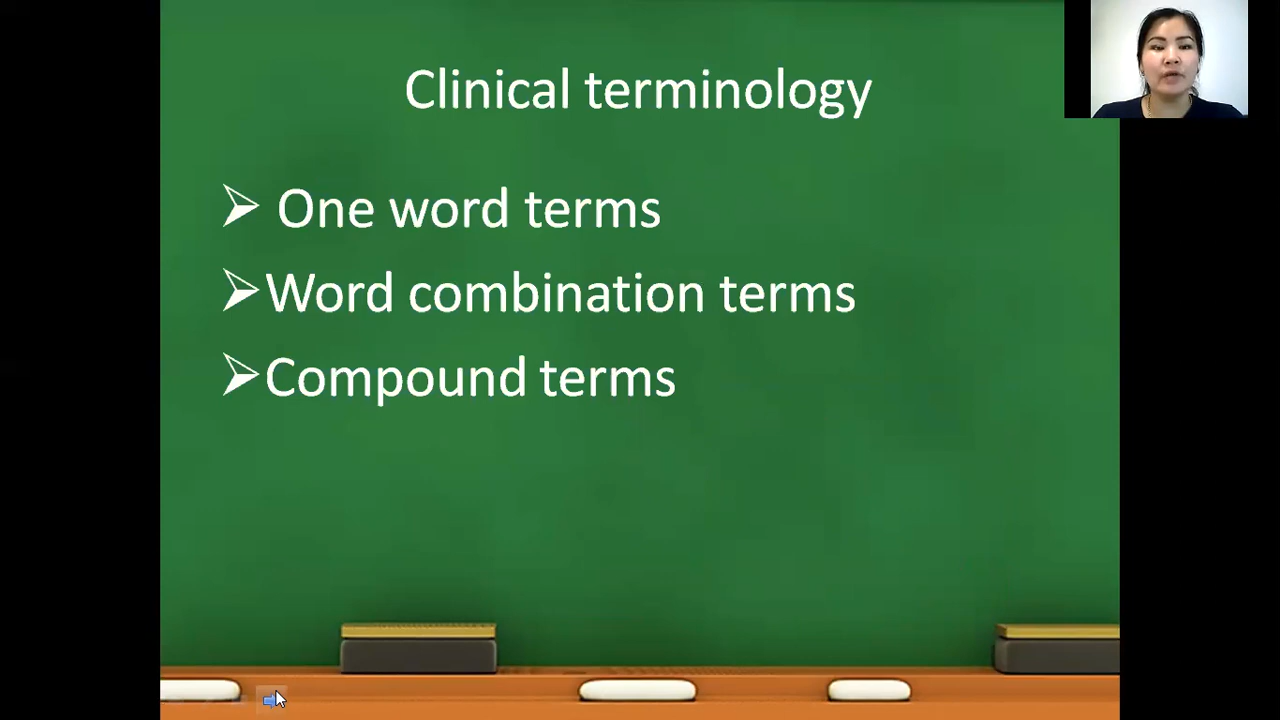 Clinical terminology
➢ One word terms
➢Word combination terms
➢Compound terms